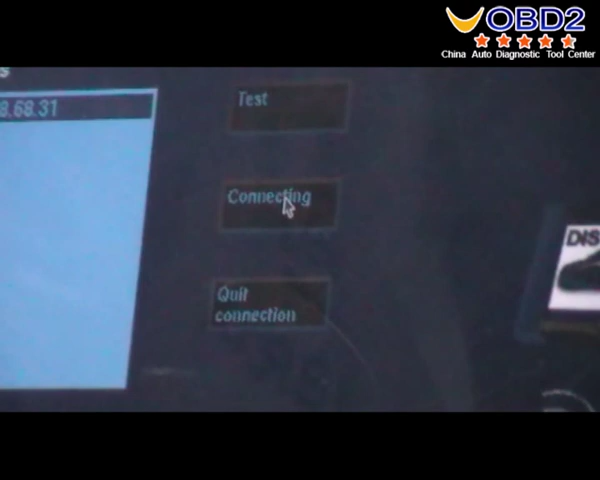 OBD2
China Auto Diagnostic Tool Center
s
8.68.31
Test
Connecting
Quit
connection
DIS